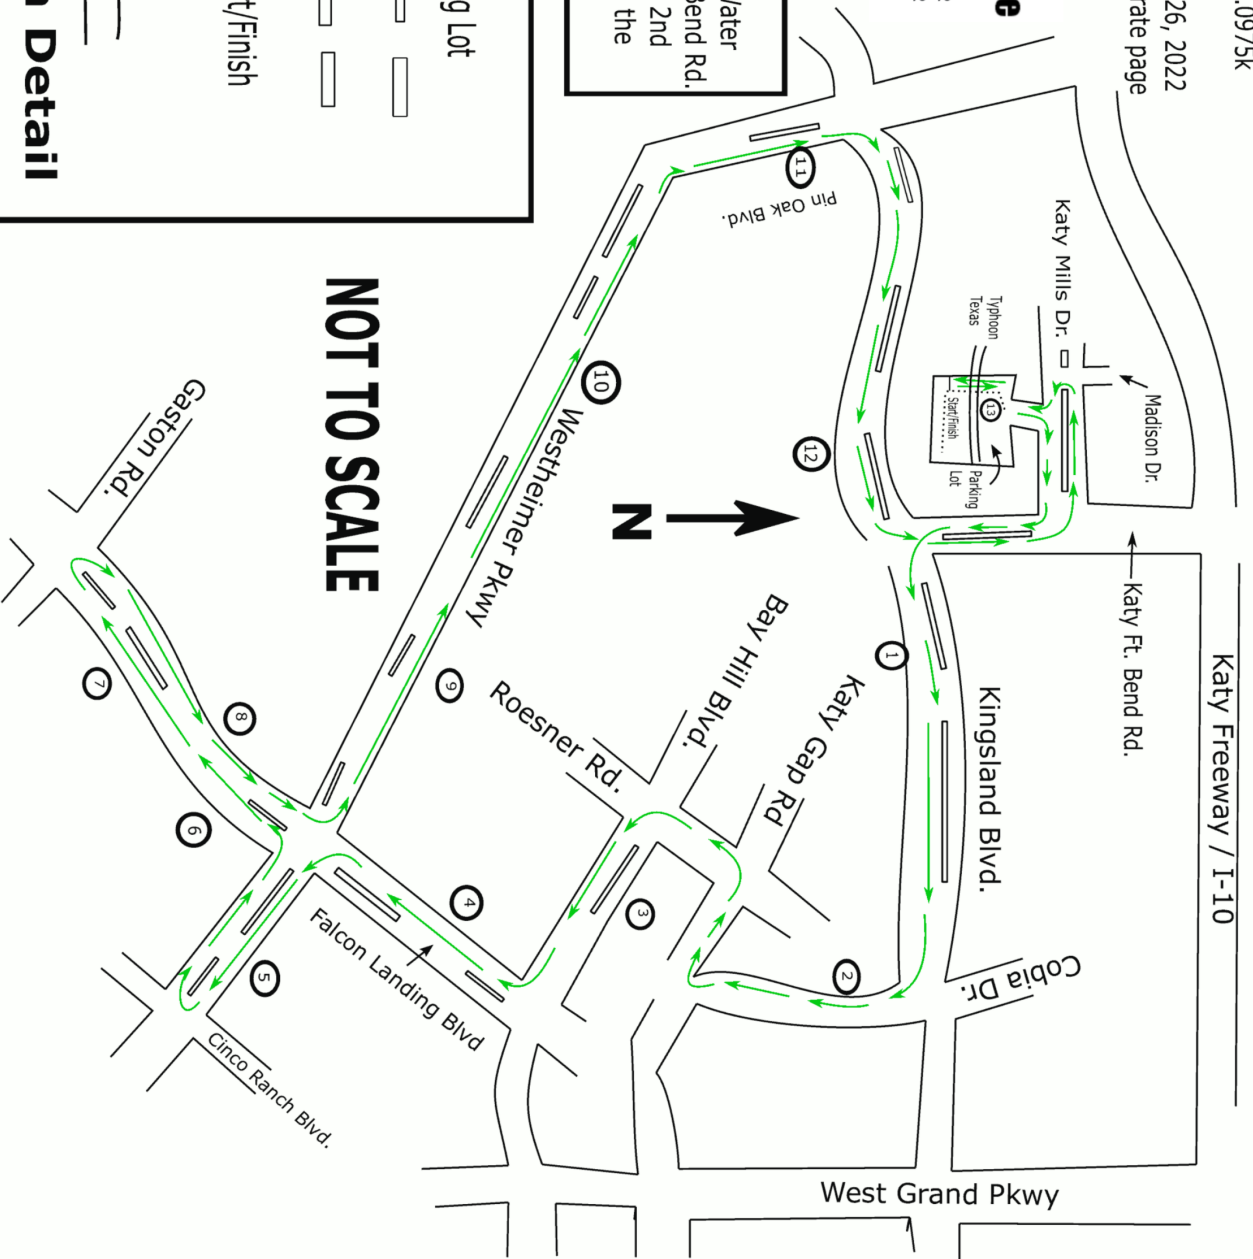 .0975k
26, 2022
rate page
e
Water
Bend Rd.
2nd
the
g Lot
t/Finish
n Detail
NOT TO SCALE
N
Katy Freeway / I-10
Katy Ft. Bend Rd.
Madison Dr.
Katy Mills Dr.
Typhoon
Texas
Start/Finish
Parking
Lot
13
Pin Oak Blvd.
11
12
10
Westheimer Pkwy
9
1
Kingsland Blvd.
Cobia Dr.
2
Katy Gap Rd
Bay Hill Blvd.
Roesner Rd.
3
4
Falcon Landing Blvd
5
Cinco Ranch Blvd.
6
7
8
Gaston Rd.
West Grand Pkwy